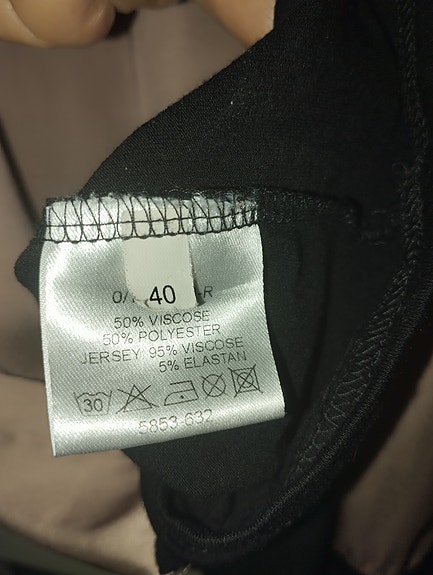 40
50% VISCOSE
50% POLYESTER
JERSEY 95% VISCOSE
5% ELASTAN
30
5853-632